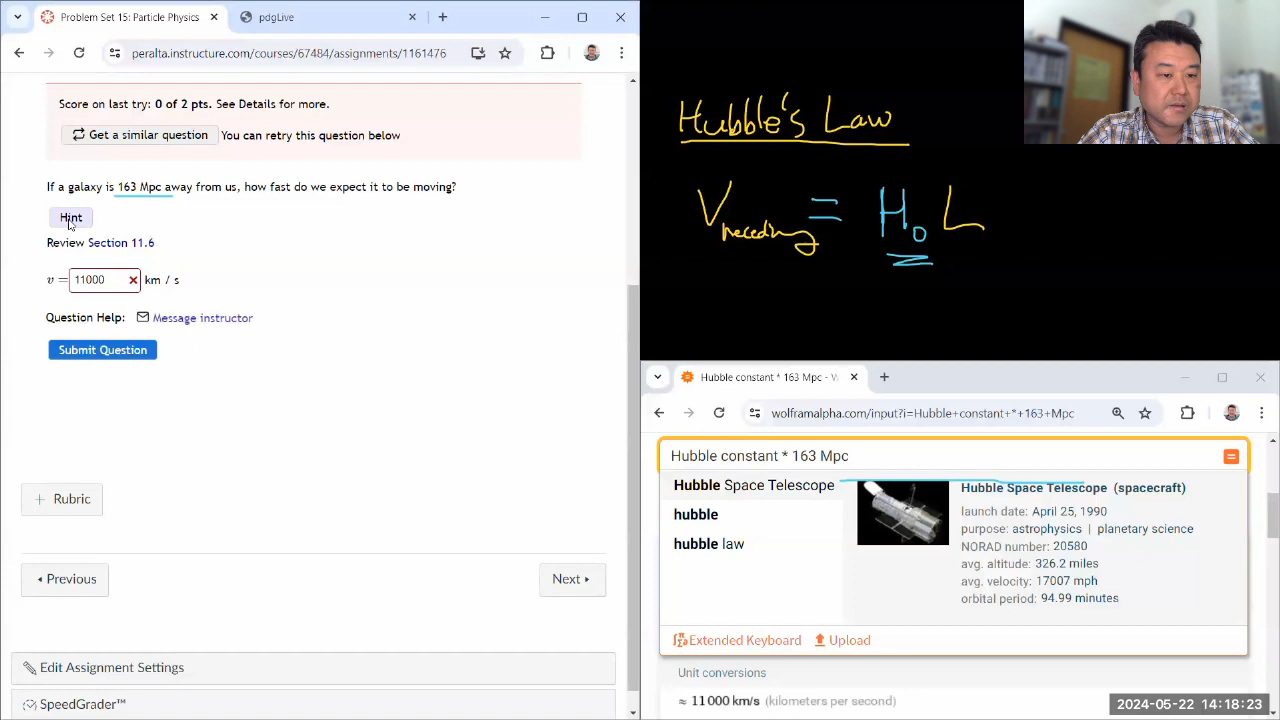 Problem Set 15: Particle Physics
pdgLive
peralta.instructure.com/courses/67484/assignments/1161476
Score on last try: 0 of 2 pts. See Details for more.
Get a similar question You can retry this question below
If a galaxy is 163 Mpc away from us, how fast do we expect it to be moving?
Hint
Review Section 11.6
v = 11000 km / s
Question Help: Message instructor
Submit Question
+ Rubric
Previous
Next
Edit Assignment Settings
SpeedGrader™
Hubble's Law
Vreceding = H0 L
Hubble constant * 163 Mpc - W
wolframalpha.com/input?i=Hubble+constant+*+163+Mpc
Hubble constant * 163 Mpc
Hubble Space Telescope
hubble
hubble law
Hubble Space Telescope (spacecraft)
launch date: April 25, 1990
purpose: astrophysics | planetary science
NORAD number: 20580
avg. altitude: 326.2 miles
avg. velocity: 17007 mph
orbital period: 94.99 minutes
Extended Keyboard Upload
Unit conversions
≈ 11000 km/s (kilometers per second)
2024-05-22 14:18:23